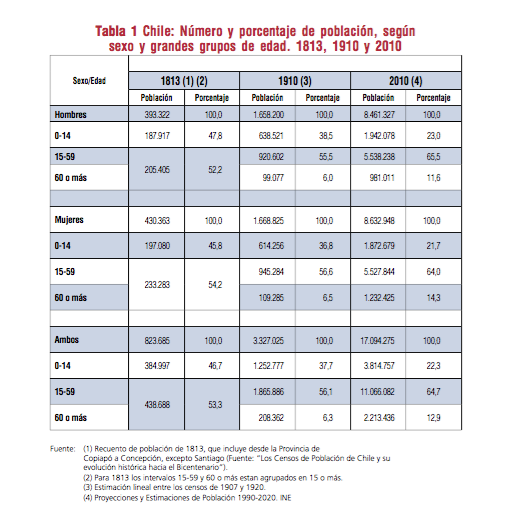 Tabla 1 Chile: Número y porcentaje de población, según
sexo y grandes grupos de edad. 1813, 1910 y 2010
Sexo/Edad 1813 (1) (2) 1910 (3) 2010 (4)
Población Porcentaje Población Porcentaje Población Porcentaje
Hombres 393.322 100,0 1.658.200 100,0 8.461.327 100,0
0-14 187.917 47,8 638.521 38,5 1.942.078 23,0
15-59 920.602 55,5 5.538.238 65,5
205.405 52,2
60 o más 99.077 6,0 981.011 11,6
Mujeres 430.363 100,0 1.668.825 100,0 8.632.948 100,0
0-14 197.080 45,8 614.256 36,8 1.872.679 21,7
15-59 945.284 56,6 5.527.844 64,0
233.283 54,2
60 o más 109.285 6,5 1.232.425 14,3
Ambos 823.685 100,0 3.327.025 100,0 17.094.275 100,0
0-14 384.997 46,7 1.252.777 37,7 3.814.757 22,3
15-59 1.865.886 56,1 11.066.082 64,7
438.688 53,3
60 o más 208.362 6,3 2.213.436 12,9
Fuente: (1) Recuento de población de 1813, que incluye desde la Provincia de
Copiapó a Concepción, excepto Santiago (Fuente: "Los Censos de Población de Chile y su
evolución histórica hacia el Bicentenario").
(2) Para 1813 los intervalos 15-59 y 60 o más estan agrupados en 15 o más.
(3) Estimación lineal entre los censos de 1907 y 1920.
(4) Proyecciones y Estimaciones de Población 1990-2020. INE